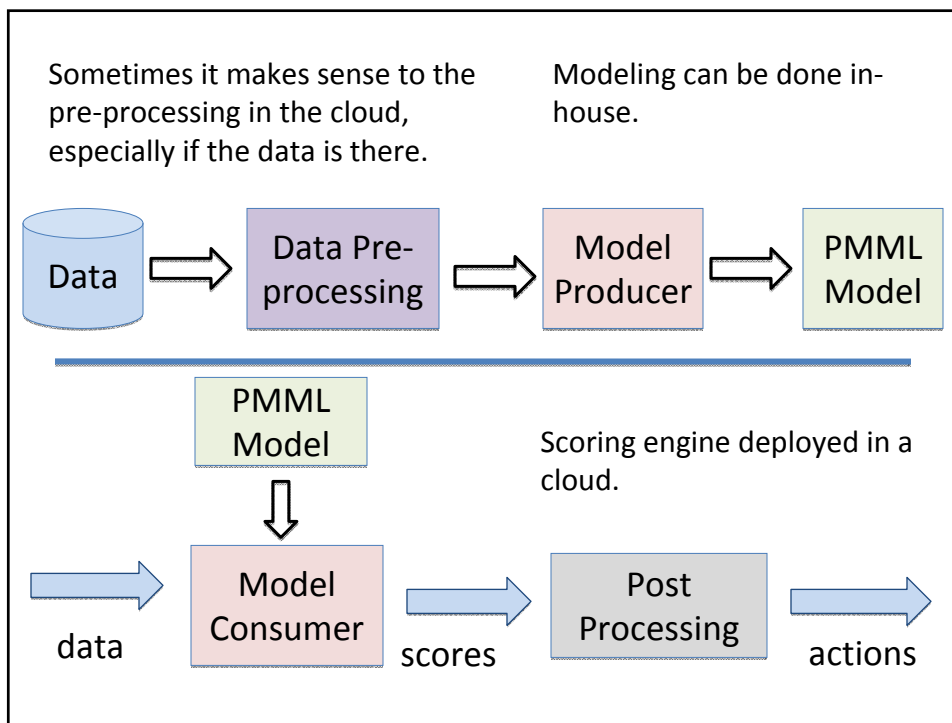 Sometimes it makes sense to the
pre-processing in the cloud,
especially if the data is there.
Modeling can be done in-
house.
Data
Data Pre-
processing
Model
Producer
PMML
Model
PMML
Model
Scoring engine deployed in a
cloud.
data
Model
Consumer
scores
Post
Processing
actions